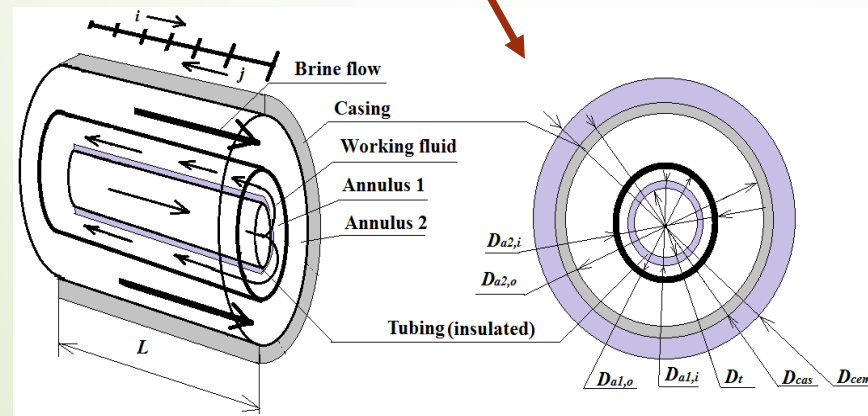 i
j
Brine flow
Casing
Working fluid
Annulus 1
Annulus 2
Tubing (insulated)
L
Da2,i
Da2,o
Da1,o
Da1,i
Dt
Dcas
Dcem